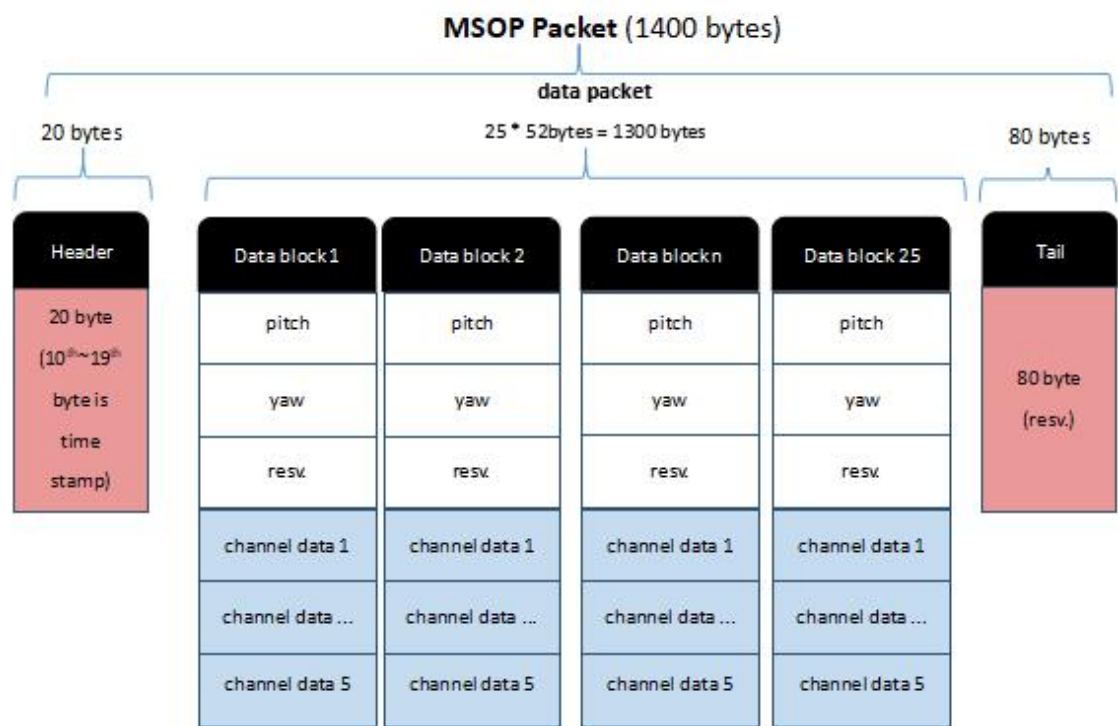 MSOP Packet (1400 bytes)
data packet
20 bytes
25 * 52bytes = 1300 bytes
80 bytes
Header
20 byte
(10th~19th
byte is
time
stamp)
Data block 1
pitch
yaw
resv.
channel data 1
channel data ...
channel data 5
Data block 2
pitch
yaw
resv.
channel data 1
channel data ...
channel data 5
Data block n
pitch
yaw
resv.
channel data 1
channel data ...
channel data 5
Data block 25
pitch
yaw
resv.
channel data 1
channel data ...
channel data 5
Tail
80 byte
(resv.)